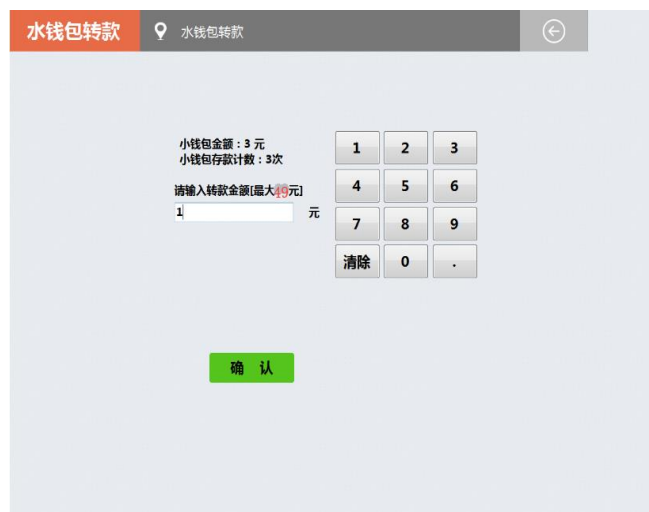 水钱包转款
水钱包转款
小钱包金额：3 元
小钱包存款计数：3次
请输入转款金额[最大49元]
1
元
1 2 3
4 5 6
7 8 9
清除 0 .
确 认